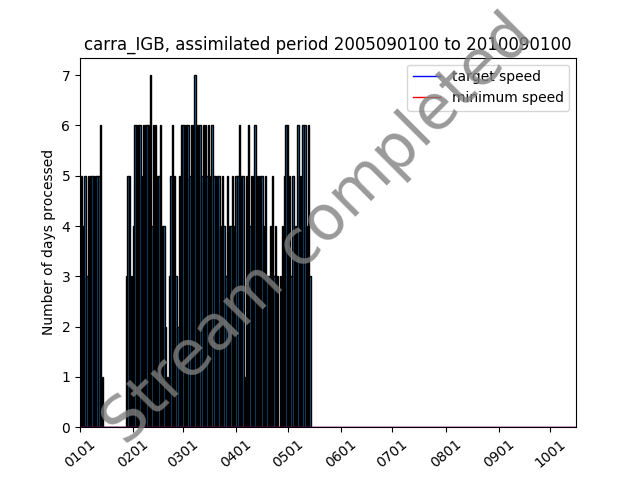 carra_IGB, assimilated period 2005090100 to 2010090100
target speed
minimum speed
Number of days processed
7
6
5
4
3
2
1
0
0101 0201 0301 0401 0501 0601 0701 0801 0901 1001
Stream completed